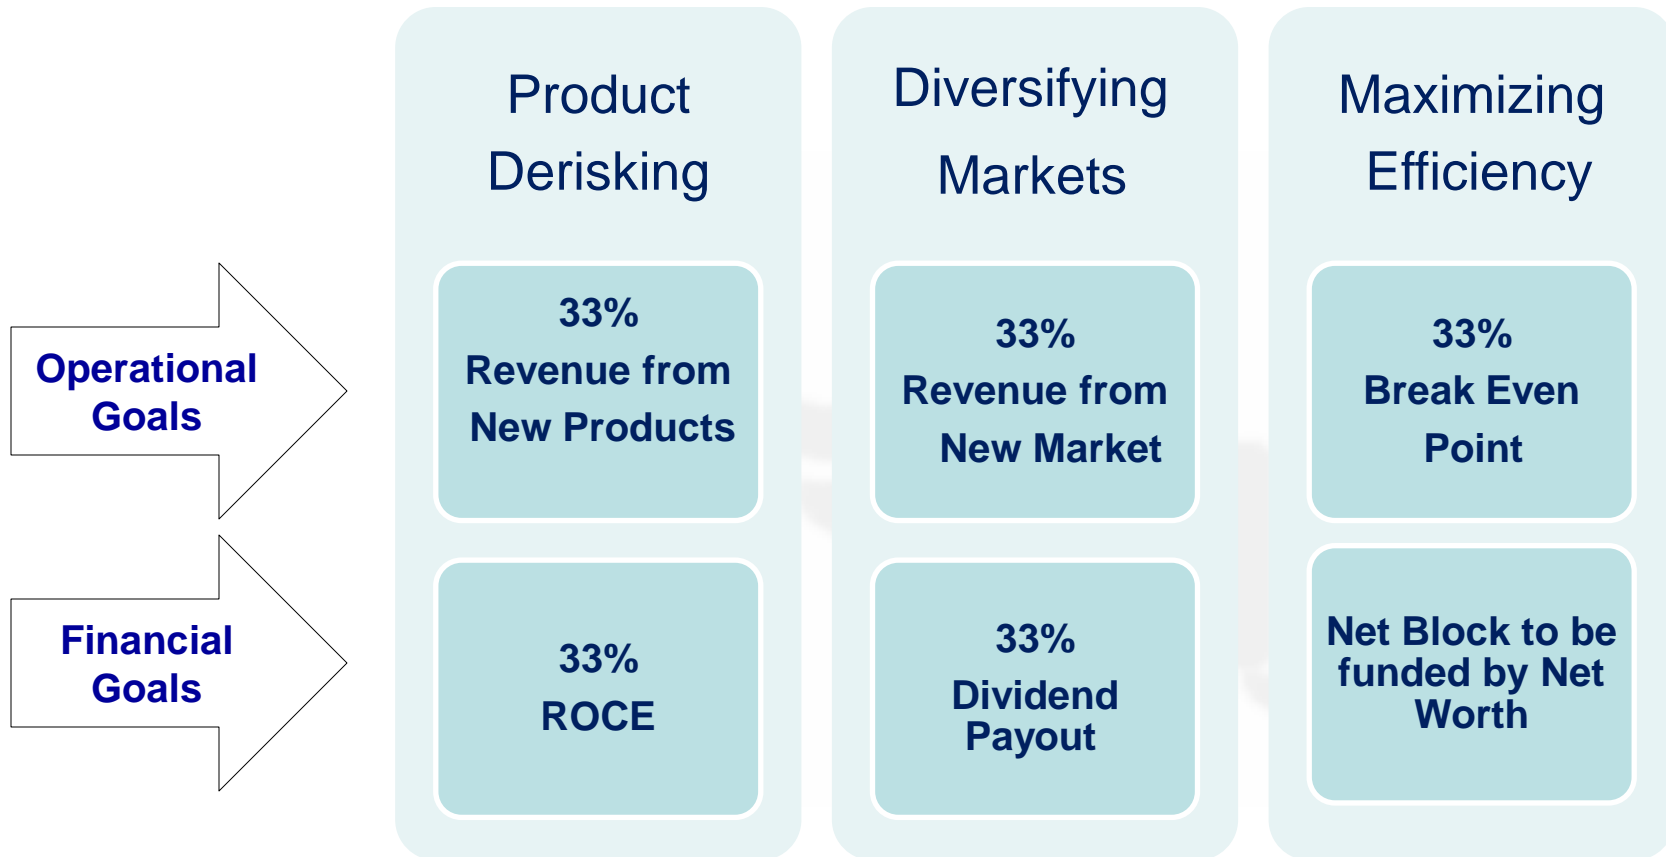 Product
Derisking
Diversifying
Markets
Maximizing
Efficiency
Operational
Goals
33%
Revenue from
New Products
33%
Revenue from
New Market
33%
Break Even
Point
Financial
Goals
33%
ROCE
33%
Dividend
Payout
Net Block to be
funded by Net
Worth